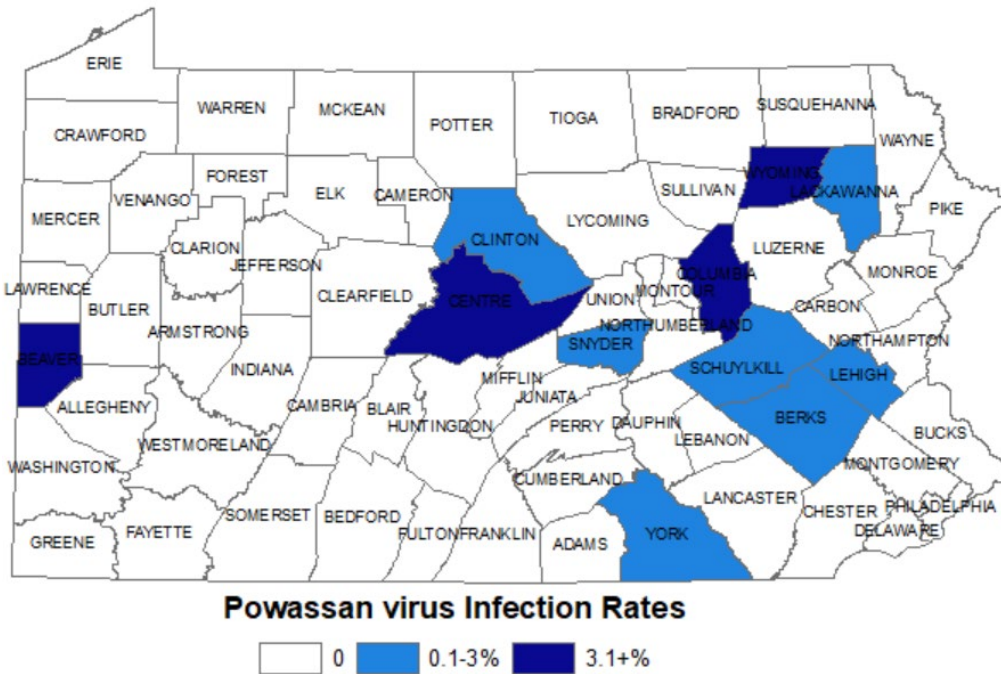 ERIE
WARREN
MCKEAN
POTTER
TIOGA
BRADFORD
SUSQUEHANNA
CRAWFORD
WAYNE
FOREST
WYOMING
VENANGO
ELK
CAMERON
SULLIVAN
LACKAWANNA
MERCER
LYCOMING
PIKE
CLINTON
CLARION
LUZERNE
JEFFERSON
COLUMBIA
MONROE
LAWRENCE
CLEARFIELD
CENTRE
UNION
MONTOUR
BUTLER
CARBON
ARMSTRONG
NORTHUMBERLAND
NORTHAMPTON
BEAVER
SNYDER
INDIANA
SCHUYLKILL
LEHIGH
MIFFLIN
ALLEGHENY
CAMBRIA
BLAIR
JUNIATA
BERKS
HUNTINGDON
PERRY
DAUPHIN
WESTMORELAND
LEBANON
BUCKS
WASHINGTON
CUMBERLAND
MONTGOMERY
LANCASTER
PHILADELPHIA
SOMERSET
BEDFORD
CHESTER
FAYETTE
FULTON
FRANKLIN
YORK
DELAWARE
GREENE
ADAMS
Powassan virus Infection Rates
0 0.1-3% 3.1+%